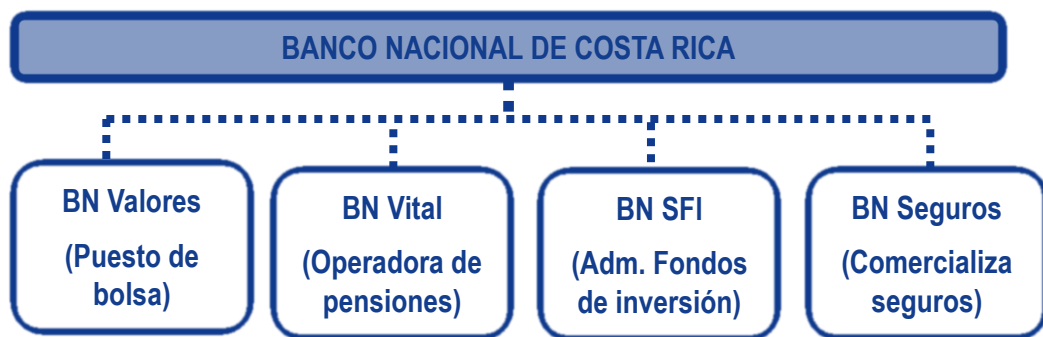 BANCO NACIONAL DE COSTA RICA
BN Valores
(Puesto de
bolsa)
BN Vital
(Operadora de
pensiones)
BN SFI
(Adm. Fondos
de inversión)
BN Seguros
(Comercializa
seguros)